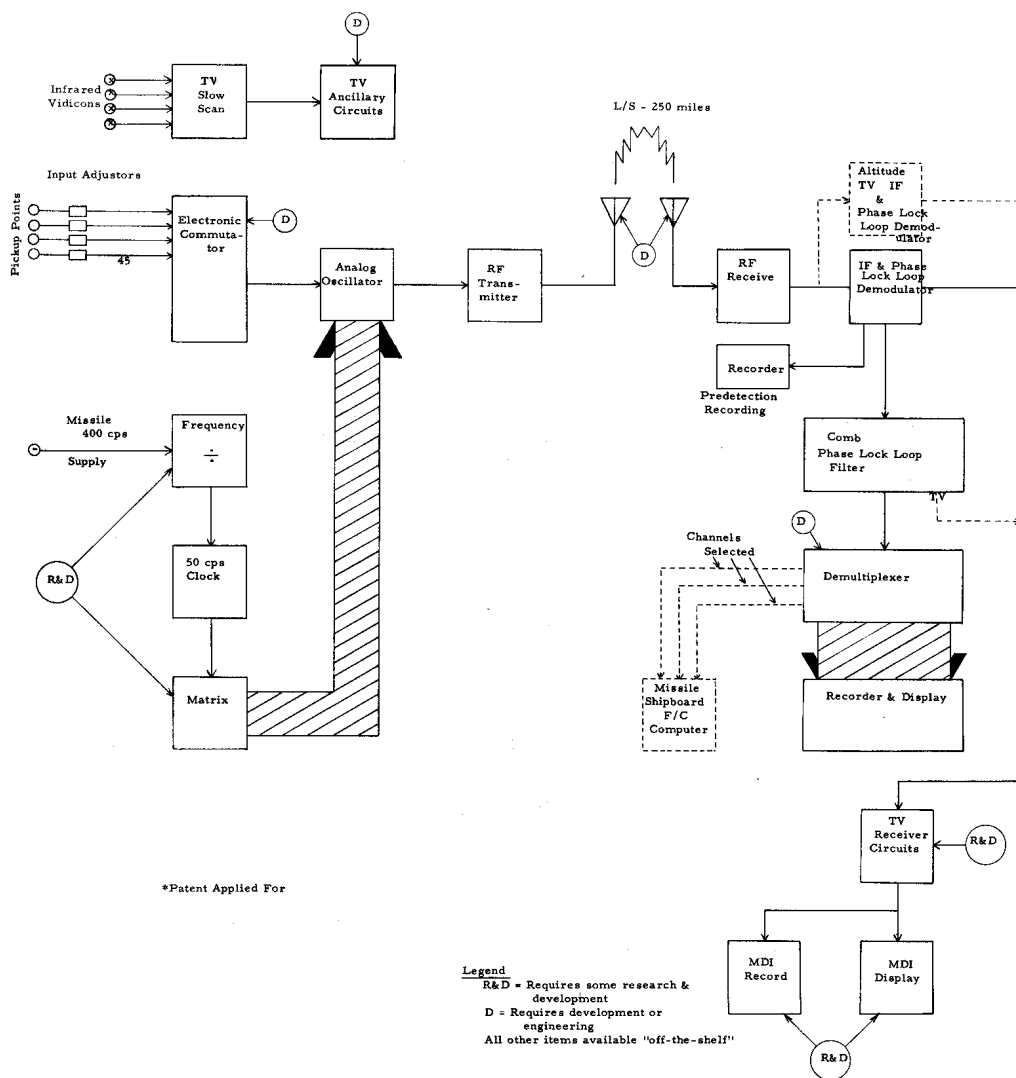 D
TV
Slow
Scan
TV
Ancillary
Circuits
Infrared
Vidicons
L/S - 250 miles
Input Adjustors
Pickup Points
45
Electronic
Commuta-
tor
D
Analog
Oscillator
RF
Trans-
mitter
D
RF
Receive
Altitude
TV IF
&
Phase Lock
Loop Demod-
ulator
IF & Phase
Lock Loop
Demodulator
Recorder
Predetection
Recording
Missile
400 cps
Supply
Frequency
÷
Comb
Phase Lock Loop
Filter
TV
R&D
50 cps
Clock
D
Channels
Selected
Demultiplexer
Matrix
Missile
Shipboard
F/C
Computer
Recorder & Display
TV
Receiver
Circuits
R&D
*Patent Applied For
MDI
Record
MDI
Display
Legend
R&D = Requires some research &
development
D = Requires development or
engineering
All other items available "off-the-shelf"
R&D